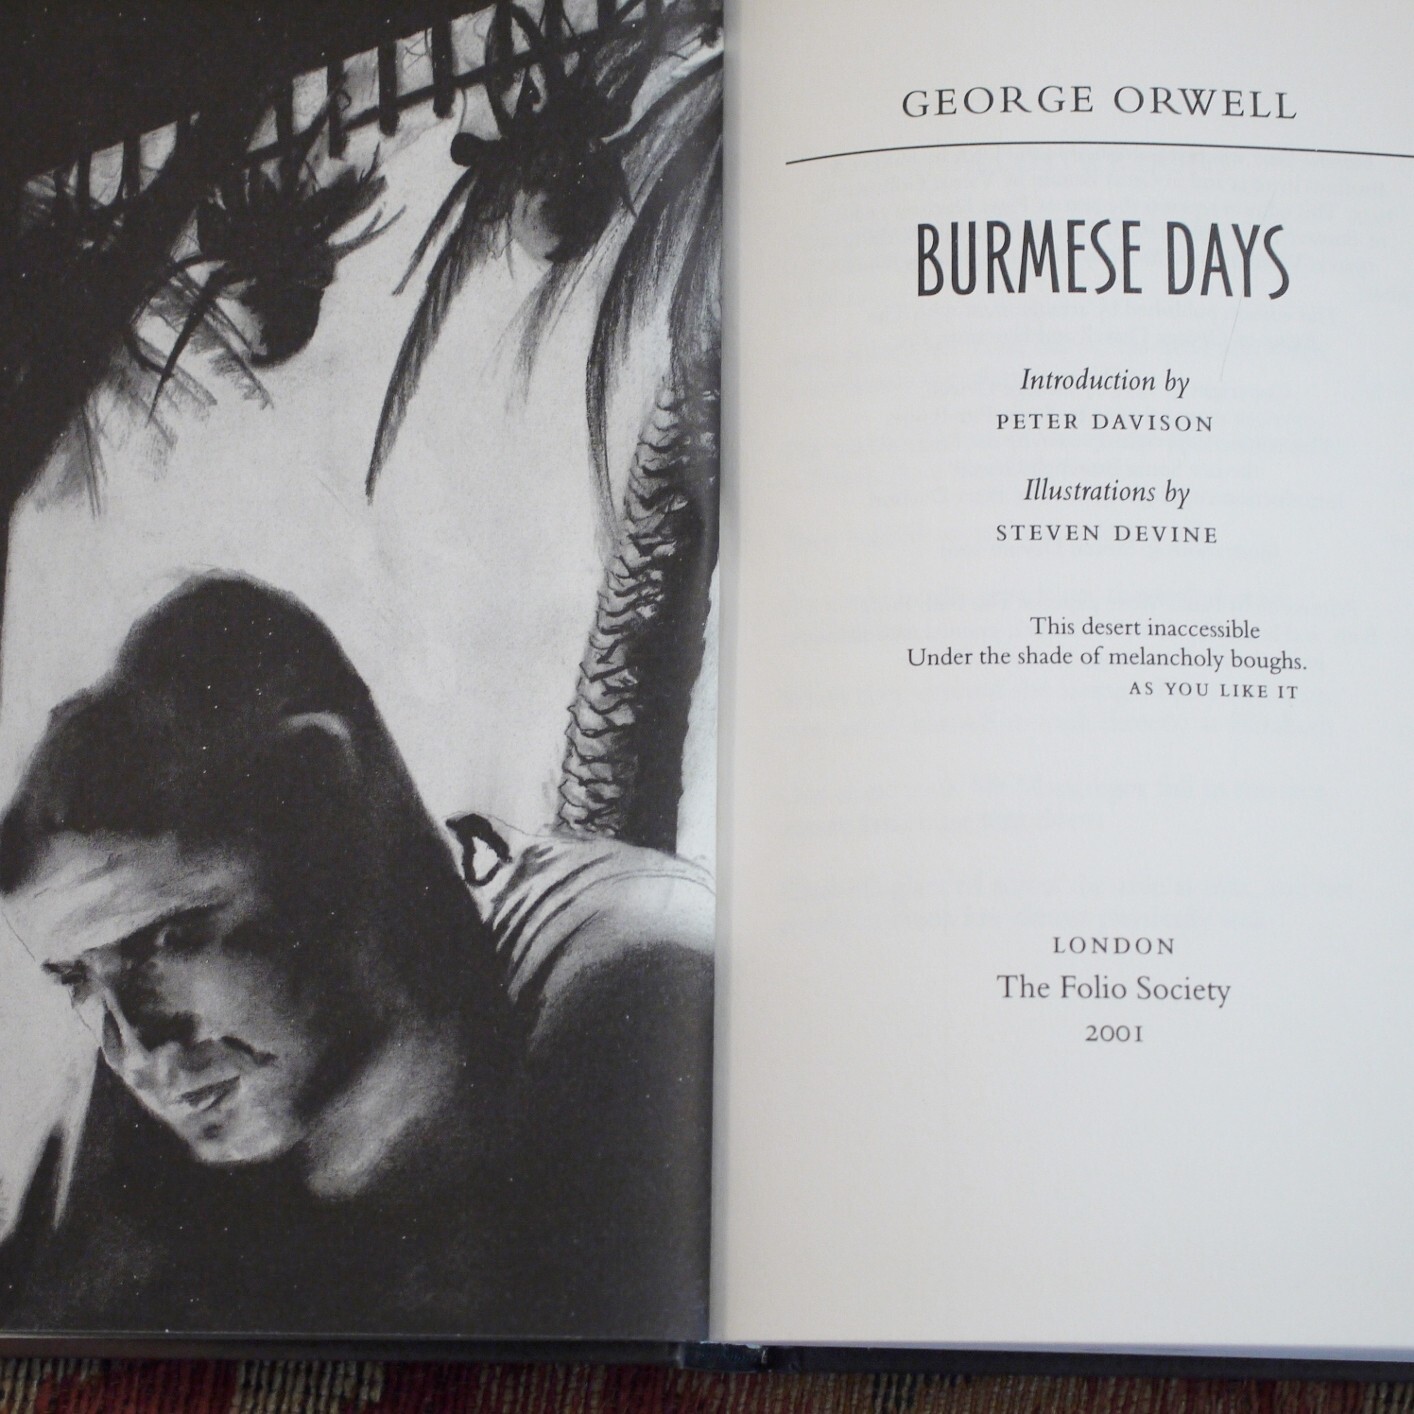 GEORGE ORWELL
BURMESE DAYS
Introduction by
PETER DAVISON
Illustrations by
STEVEN DEVINE
This desert inaccessible
Under the shade of melancholy boughs.
AS YOU LIKE IT
LONDON
The Folio Society
2001